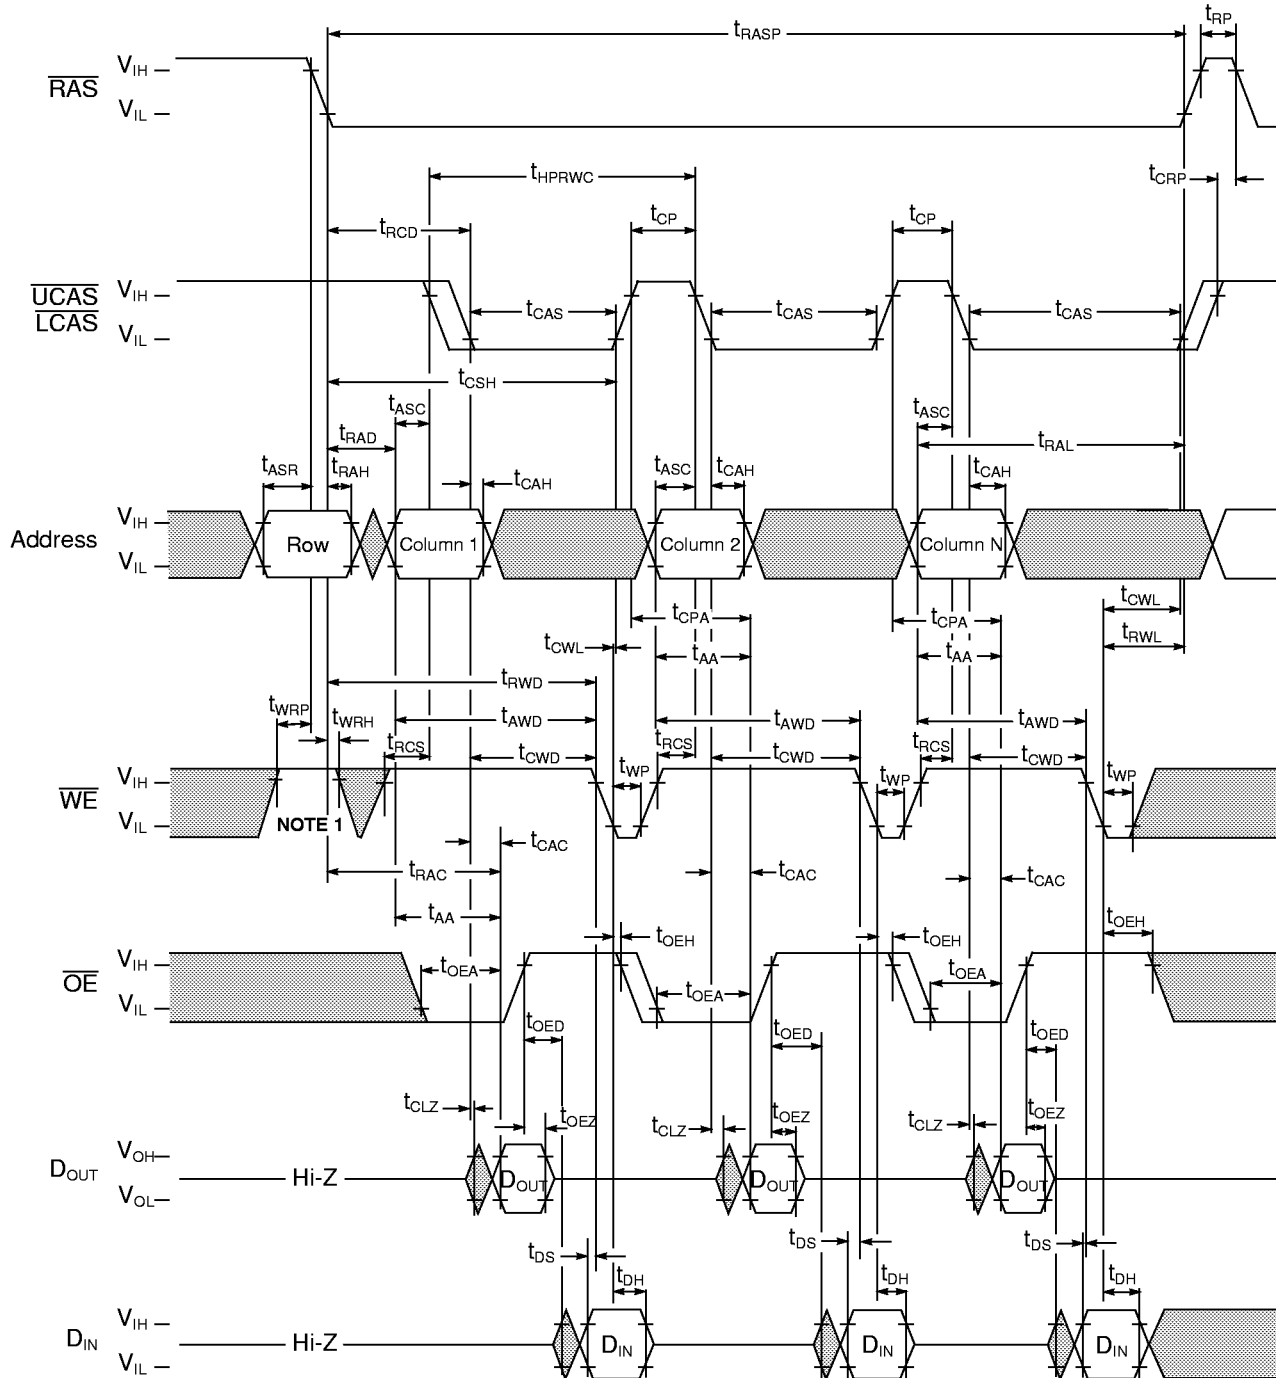 tRP
tRASP
RAS VIH
VIL
tHPRWC
tCRP
tRCD tCP tCP
UCAS VIH
LCAS VIL
tCAS tCAS tCAS
tCSH
tASC tASC
tRAD tRAL
tASR tRAH tCAH tASC tCAH tCAH
Address VIH
VIL
Row Column 1 Column 2 Column N
tCPA tCPA tCWL
tCWL tAA tAA tRWL
tRWD
tWRP tWRH tAWD tAWD tAWD
tRCS tCWD tRCS tCWD tRCS tCWD
WE VIH
VIL
tWP tWP tWP
NOTE 1
tCAC
tRAC tCAC tCAC
tAA
tOEH tOEH tOEH
OE VIH
VIL
tOEA tOEA tOEA
tOED tOED tOED
tCLZ tOEZ tCLZ tOEZ tCLZ tOEZ
DOUT VOH
VOL
Hi-Z DOUT DOUT DOUT
tDS tDS tDS
tDH tDH tDH
DIN VIH
VIL
Hi-Z DIN DIN DIN